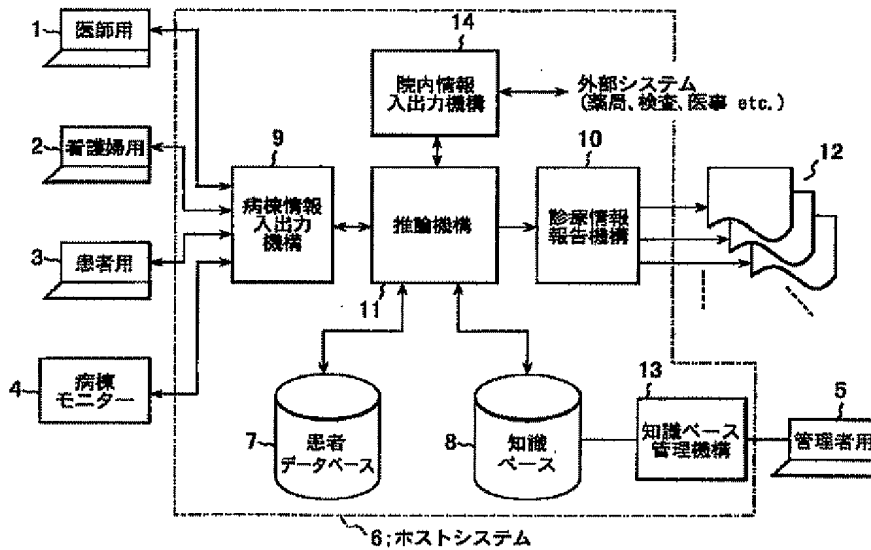 14
1
医師用
院内情報
入出力機構
外部システム
(薬局、検査、医事 etc.)
2
看護婦用
9
10
12
病棟情報
入出力
機構
推論機構
診療情報
報告機構
3
患者用
11
4
病棟
モニター
13
5
7
患者
データベース
8
知識
ベース
知識ベース
管理機構
管理者用
6;ホストシステム